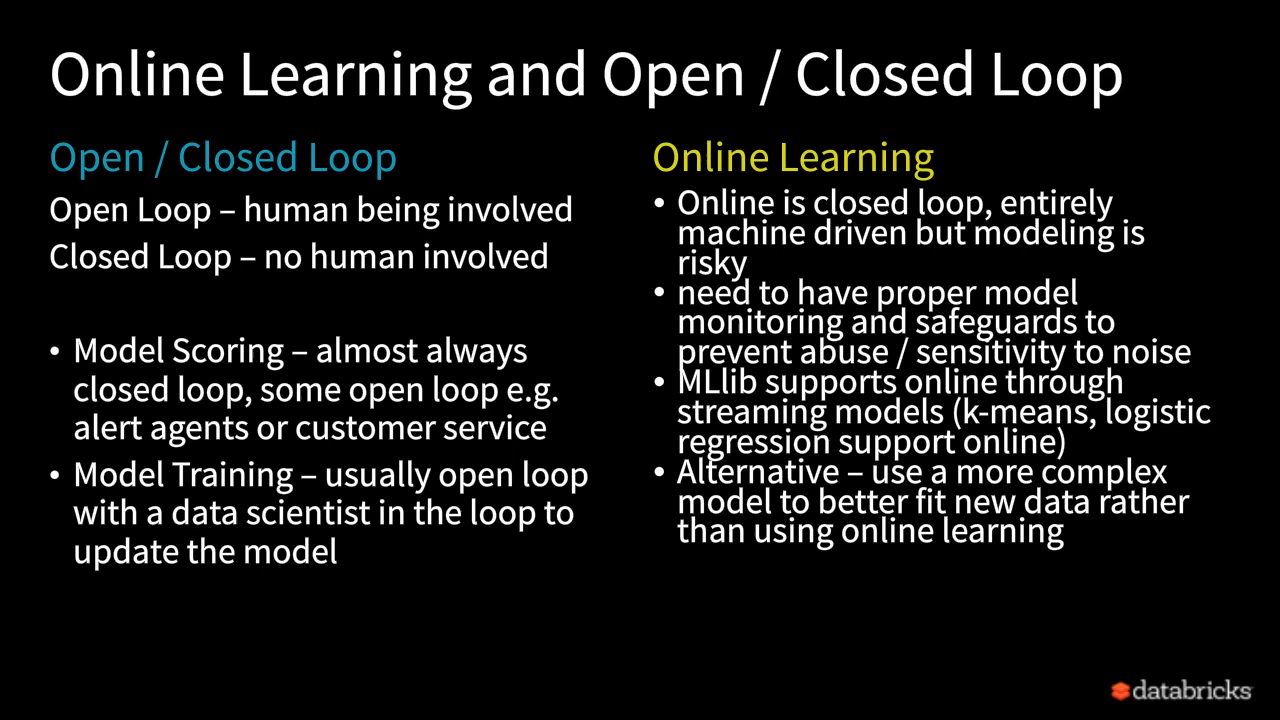 Online Learning and Open / Closed Loop
Open / Closed Loop
Open Loop – human being involved
Closed Loop – no human involved
• Model Scoring – almost always
closed loop, some open loop e.g.
alert agents or customer service
• Model Training – usually open loop
with a data scientist in the loop to
update the model
Online Learning
• Online is closed loop, entirely
machine driven but modeling is
risky
• need to have proper model
monitoring and safeguards to
prevent abuse / sensitivity to noise
• MLlib supports online through
streaming models (k-means, logistic
regression support online)
• Alternative – use a more complex
model to better fit new data rather
than using online learning
databricks